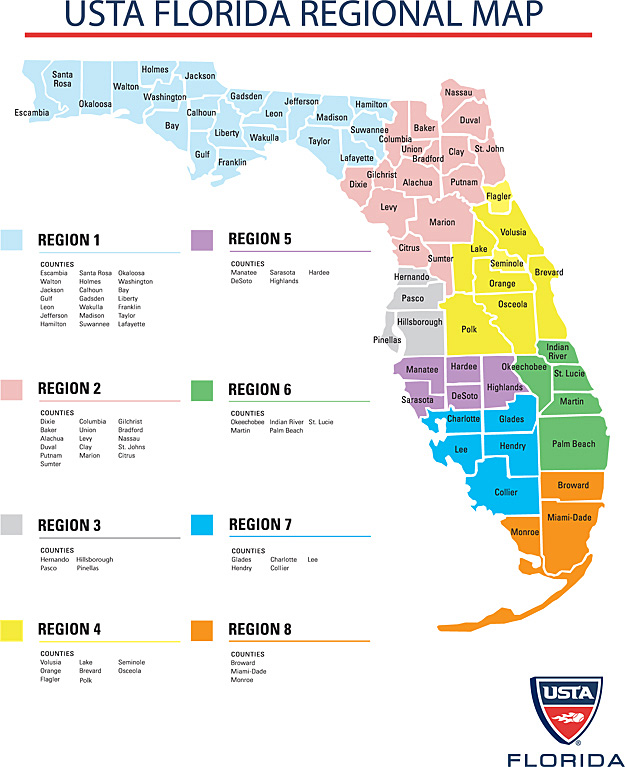 USTA FLORIDA REGIONAL MAP
Escambia
Santa
Rosa
Okaloosa
Walton
Holmes
Washington
Bay
Jackson
Calhoun
Gulf
Liberty
Franklin
Gadsden
Leon
Wakulla
Jefferson
Madison
Taylor
Hamilton
Suwannee
Lafayette
Columbia
Baker
Union
Bradford
Nassau
Duval
Clay
St. John
Gilchrist
Dixie
Alachua
Putnam
Levy
Marion
Citrus
Sumter
Flagler
Volusia
Lake
Seminole
Orange
Brevard
Osceola
Polk
Hernando
Pasco
Hillsborough
Pinellas
Manatee
Hardee
Sarasota
DeSoto
Highlands
Okeechobee
Indian
River
St. Lucie
Martin
Palm Beach
Charlotte
Glades
Lee
Hendry
Collier
Broward
Miami-Dade
Monroe
REGION 1
COUNTIES
Escambia Santa Rosa Okaloosa
Walton Holmes Washington
Jackson Calhoun Bay
Gulf Gadsden Liberty
Leon Wakulla Franklin
Jefferson Madison Taylor
Hamilton Suwannee Lafayette
REGION 5
COUNTIES
Manatee Sarasota Hardee
DeSoto Highlands
REGION 2
COUNTIES
Dixie Columbia Gilchrist
Baker Union Bradford
Alachua Levy Nassau
Duval Clay St. Johns
Putnam Marion Citrus
Sumter
REGION 6
COUNTIES
Okeechobee Indian River St. Lucie
Martin Palm Beach
REGION 3
COUNTIES
Hernando Hillsborough
Pasco Pinellas
REGION 7
COUNTIES
Glades Charlotte Lee
Hendry Collier
REGION 4
COUNTIES
Volusia Lake Seminole
Orange Brevard Osceola
Flagler Polk
REGION 8
COUNTIES
Broward
Miami-Dade
Monroe
USTA
®
FLORIDA